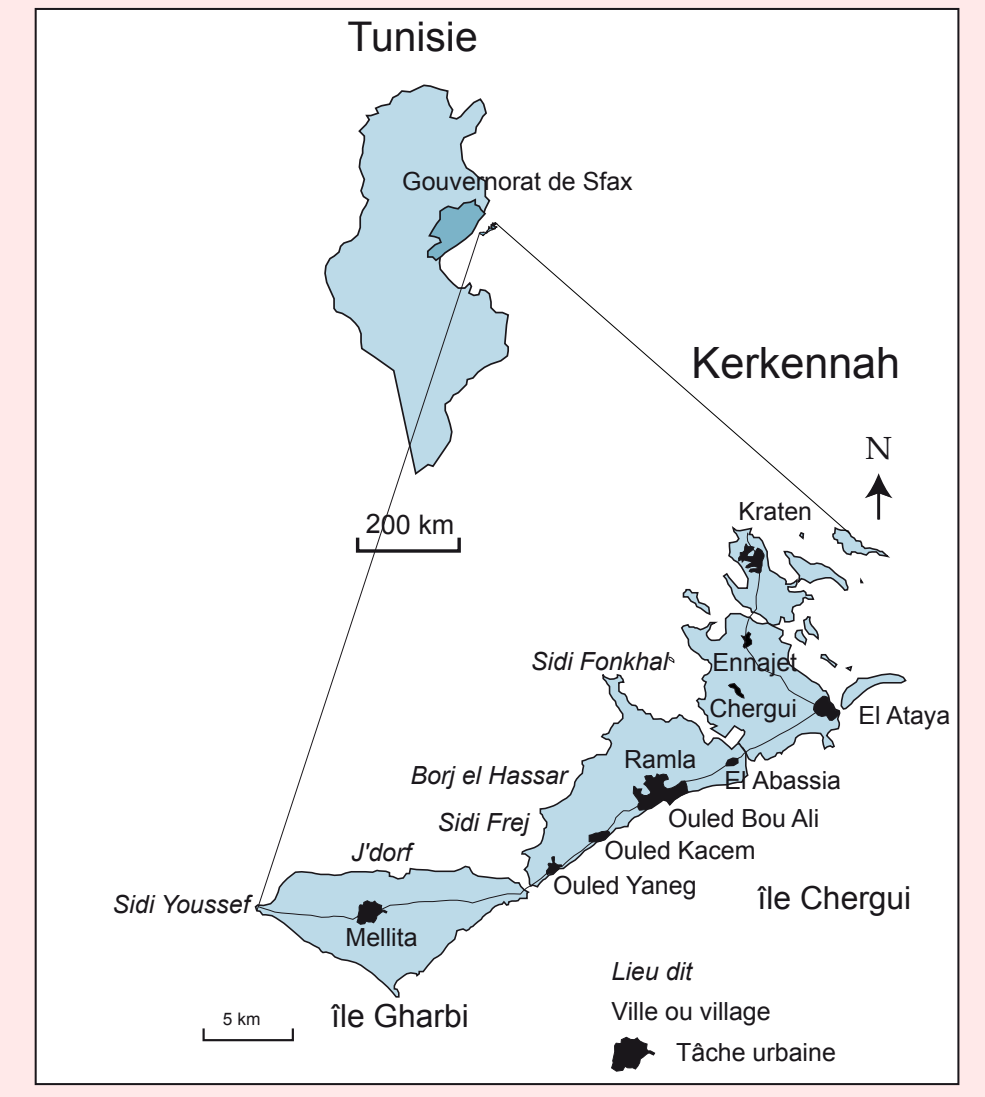 Tunisie
Gouvernorat de Sfax
Kerkennah
N
200 km
Kraten
Sidi Fonkhal
Ennajet
Chergui
El Ataya
Ramla
Borj el Hassar
El Abassia
Sidi Frej
Ouled Bou Ali
J'dorf
Ouled Kacem
Ouled Yaneg
île Chergui
Sidi Youssef
Mellita
Lieu dit
Ville ou village
île Gharbi
5 km
Tâche urbaine